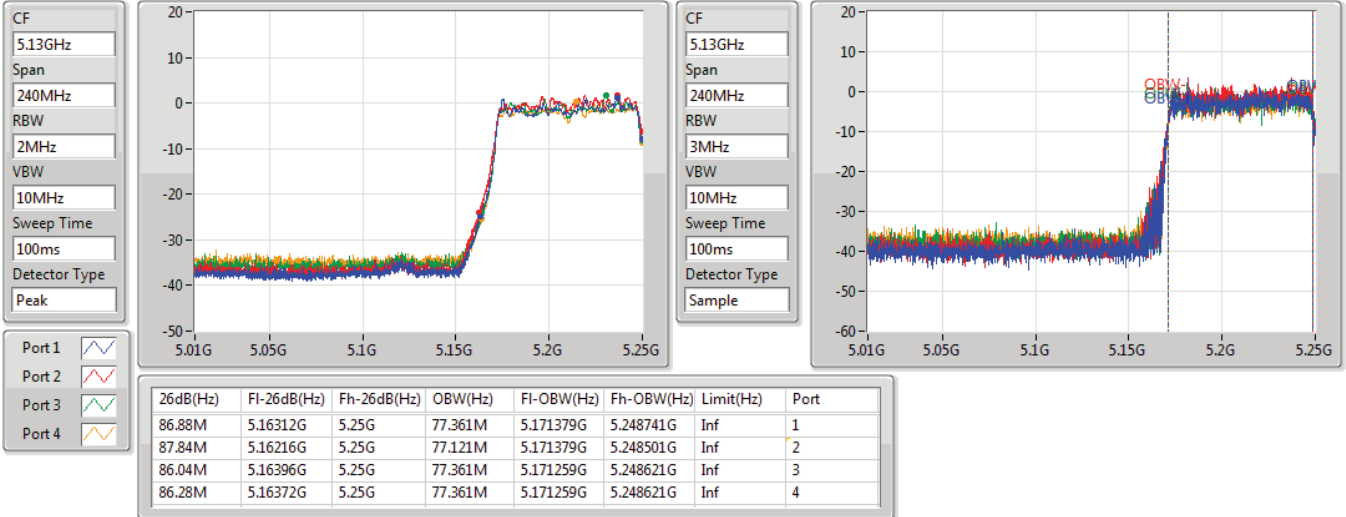 CF
5.13GHz
Span
240MHz
RBW
2MHz
VBW
10MHz
Sweep Time
100ms
Detector Type
Peak
20
10
0
-10
-20
-30
-40
-50
5.01G 5.05G 5.1G 5.15G 5.2G 5.25G
CF
5.13GHz
Span
240MHz
RBW
3MHz
VBW
10MHz
Sweep Time
100ms
Detector Type
Sample
20
10
0
-10
-20
-30
-40
-50
-60
5.01G 5.05G 5.1G 5.15G 5.2G 5.25G
Port 1
Port 2
Port 3
Port 4
26dB(Hz) Fl-26dB(Hz) Fh-26dB(Hz) OBW(Hz) Fl-OBW(Hz) Fh-OBW(Hz) Limit(Hz) Port
86.88M 5.16312G 5.25G 77.361M 5.171379G 5.248741G Inf 1
87.84M 5.16216G 5.25G 77.121M 5.171379G 5.248501G Inf 2
86.04M 5.16396G 5.25G 77.361M 5.171259G 5.248621G Inf 3
86.28M 5.16372G 5.25G 77.361M 5.171259G 5.248621G Inf 4